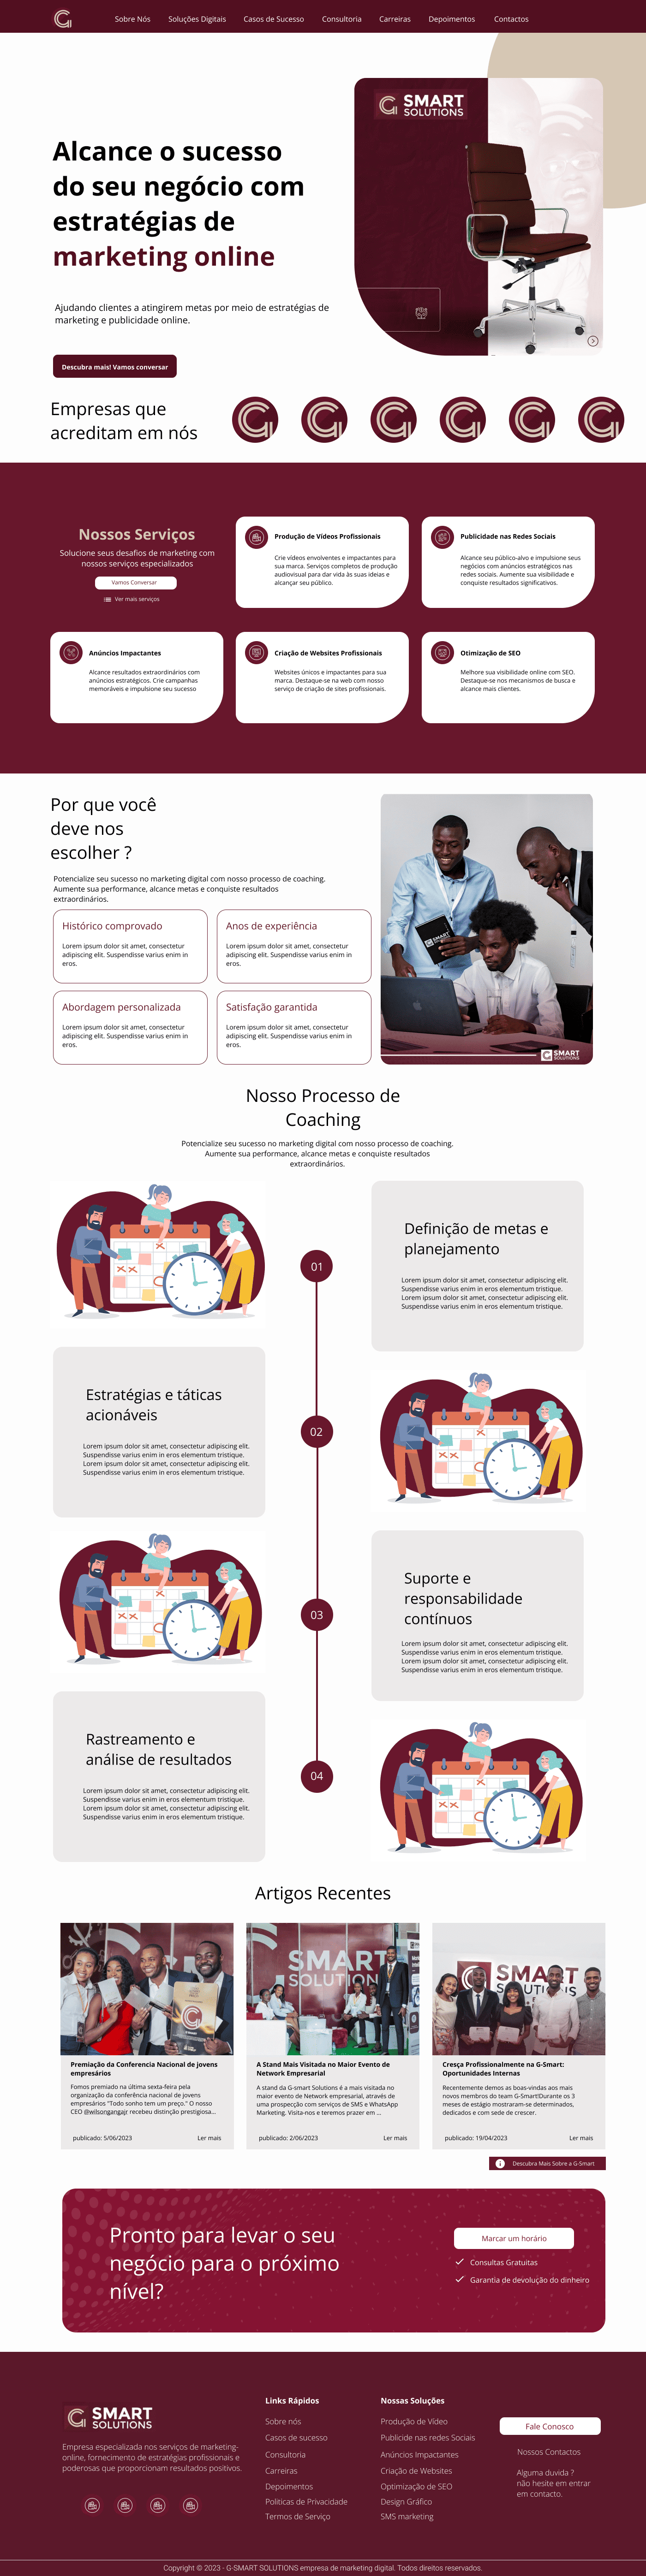 Sobre Nós Soluções Digitais Casos de Sucesso Consultoria Carreiras Depoimentos Contactos
SMART
SOLUTIONS
Alcance o sucesso
do seu negócio com
estratégias de
marketing online
Ajudando clientes a atingirem metas por meio de estratégias de
marketing e publicidade online.
Descubra mais! Vamos conversar
Empresas que
acreditam em nós
Nossos Serviços
Solucione seus desafios de marketing com
nossos serviços especializados
Vamos Conversar
Ver mais serviços
Produção de Vídeos Profissionais
Crie vídeos envolventes e impactantes para
sua marca. Serviços completos de produção
audiovisual para dar vida às suas ideias e
alcançar seu público.
Publicidade nas Redes Sociais
Alcance seu público-alvo e impulsione seus
negócios com anúncios estratégicos nas
redes sociais. Aumente sua visibilidade e
conquiste resultados significativos.
Anúncios Impactantes
Alcance resultados extraordinários com
anúncios estratégicos. Crie campanhas
memoráveis e impulsione seu sucesso
Criação de Websites Profissionais
Websites únicos e impactantes para sua
marca. Destaque-se na web com nosso
serviço de criação de sites profissionais.
Otimização de SEO
Melhore sua visibilidade online com SEO.
Destaque-se nos mecanismos de busca e
alcance mais clientes.
Por que você
deve nos
escolher ?
Potencialize seu sucesso no marketing digital com nosso processo de coaching.
Aumente sua performance, alcance metas e conquiste resultados
extraordinários.
Histórico comprovado
Lorem ipsum dolor sit amet, consectetur
adipiscing elit. Suspendisse varius enim in
eros.
Anos de experiência
Lorem ipsum dolor sit amet, consectetur
adipiscing elit. Suspendisse varius enim in
eros.
Abordagem personalizada
Lorem ipsum dolor sit amet, consectetur
adipiscing elit. Suspendisse varius enim in
eros.
Satisfação garantida
Lorem ipsum dolor sit amet, consectetur
adipiscing elit. Suspendisse varius enim in
eros.
SMART
SMART
SOLUTIONS
Nosso Processo de
Coaching
Potencialize seu sucesso no marketing digital com nosso processo de coaching.
Aumente sua performance, alcance metas e conquiste resultados
extraordinários.
01
Definição de metas e
planejamento
Lorem ipsum dolor sit amet, consectetur adipiscing elit.
Suspendisse varius enim in eros elementum tristique.
Lorem ipsum dolor sit amet, consectetur adipiscing elit.
Suspendisse varius enim in eros elementum tristique.
Estratégias e táticas
acionáveis
Lorem ipsum dolor sit amet, consectetur adipiscing elit.
Suspendisse varius enim in eros elementum tristique.
Lorem ipsum dolor sit amet, consectetur adipiscing elit.
Suspendisse varius enim in eros elementum tristique.
02
03
Suporte e
responsabilidade
contínuos
Lorem ipsum dolor sit amet, consectetur adipiscing elit.
Suspendisse varius enim in eros elementum tristique.
Lorem ipsum dolor sit amet, consectetur adipiscing elit.
Suspendisse varius enim in eros elementum tristique.
Rastreamento e
análise de resultados
Lorem ipsum dolor sit amet, consectetur adipiscing elit.
Suspendisse varius enim in eros elementum tristique.
Lorem ipsum dolor sit amet, consectetur adipiscing elit.
Suspendisse varius enim in eros elementum tristique.
04
Artigos Recentes
SMART
SOLUTION
SMART
SOLUTIONS
Premiação da Conferencia Nacional de jovens
empresários
Fomos premiado na última sexta-feira pela
organização da conferência nacional de jovens
empresários "Todo sonho tem um preço." O nosso
CEO @wilsongangajr recebeu distinção prestigiosa...
publicado: 5/06/2023 Ler mais
A Stand Mais Visitada no Maior Evento de
Network Empresarial
A stand da G-smart Solutions é a mais visitada no
maior evento de Network empresarial, através de
uma prospecção com serviços de SMS e WhatsApp
Marketing. Visita-nos e teremos prazer em ...
publicado: 2/06/2023 Ler mais
Cresça Profissionalmente na G-Smart:
Oportunidades Internas
Recentemente demos as boas-vindas aos mais
novos membros do team G-Smart!Durante os 3
meses de estágio mostraram-se determinados,
dedicados e com sede de crescer.
publicado: 19/04/2023 Ler mais
Descubra Mais Sobre a G-Smart
Pronto para levar o seu
negócio para o próximo
nível?
Marcar um horário
Consultas Gratuitas
Garantia de devolução do dinheiro
SMART
SOLUTIONS
Empresa especializada nos serviços de marketing-
online, fornecimento de estratégias profissionais e
poderosas que proporcionam resultados positivos.
Links Rápidos
Sobre nós
Casos de sucesso
Consultoria
Carreiras
Depoimentos
Politicas de Privacidade
Termos de Serviço
Nossas Soluções
Produção de Vídeo
Publicide nas redes Sociais
Anúncios Impactantes
Criação de Websites
Optimização de SEO
Design Gráfico
SMS marketing
Fale Conosco
Nossos Contactos
Alguma duvida ?
não hesite em entrar
em contacto.
Copyright © 2023 - G-SMART SOLUTIONS empresa de marketing digital. Todos direitos reservados.